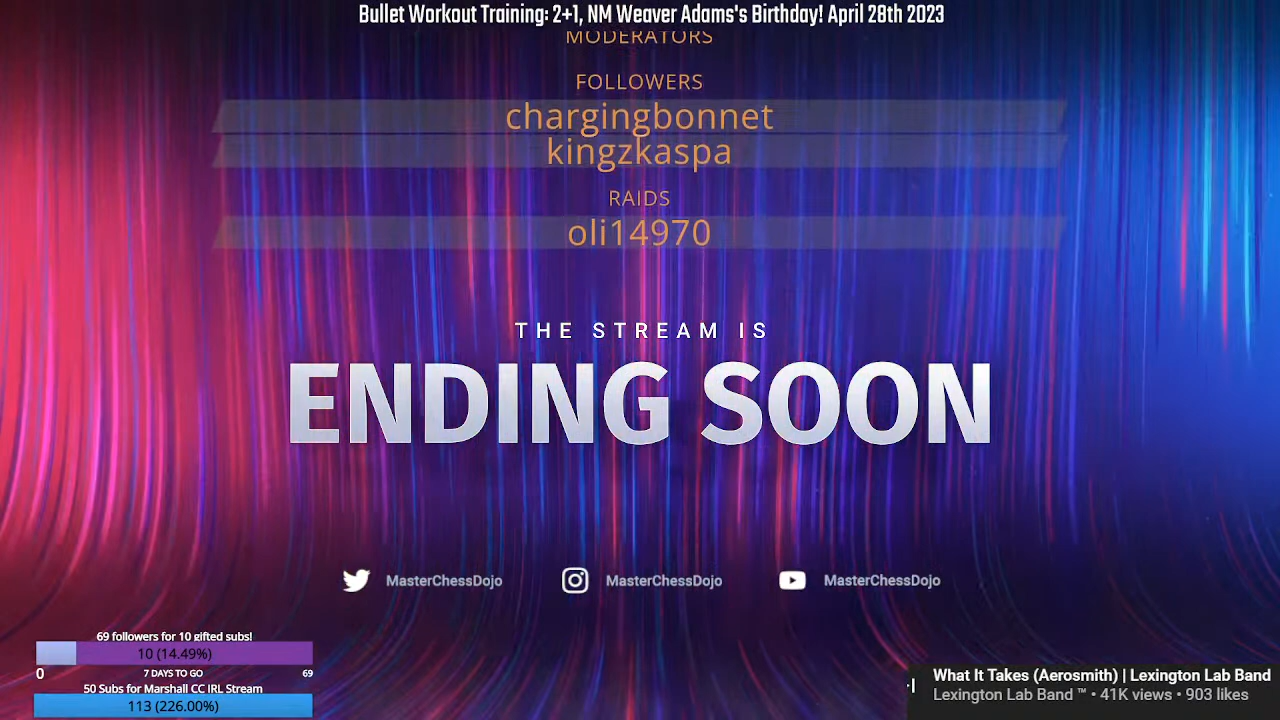 Bullet Workout Training: 2+1, NM Weaver Adams's Birthday! April 28th 2023
MODERATORS
FOLLOWERS
chargingbonnet
kingzkaspa
RAIDS
oli14970
THE STREAM IS
ENDING SOON
MasterChessDojo
MasterChessDojo
MasterChessDojo
69 followers for 10 gifted subs!
10 (14.49%)
0 7 DAYS TO GO 69
50 Subs for Marshall CC IRL Stream
113 (226.00%)
What It Takes (Aerosmith) | Lexington Lab Band
Lexington Lab Band ™ • 41K views • 903 likes